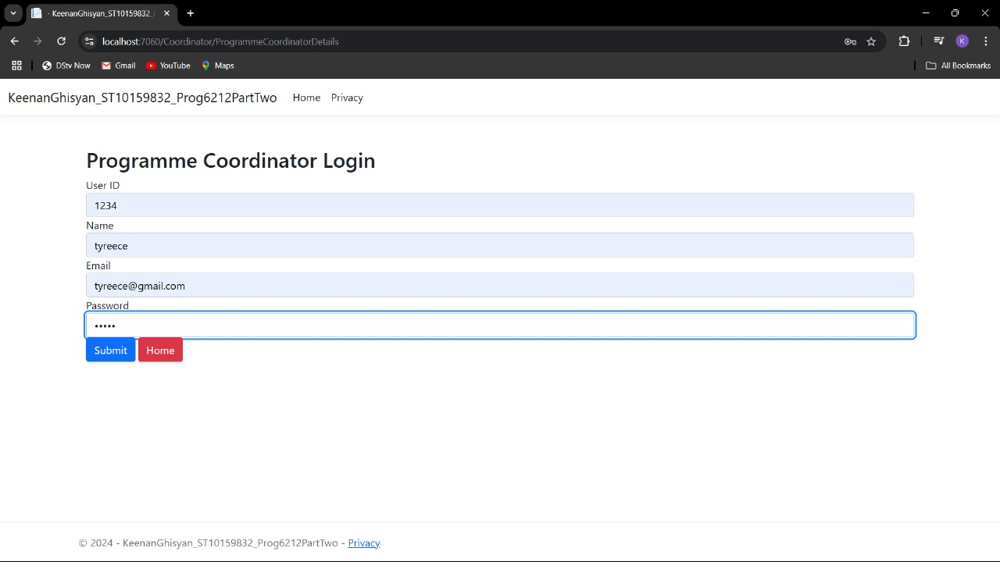 - KeenanGhisyan_ST10159832_
localhost:7060/Coordinator/ProgrammeCoordinatorDetails
K
DStv Now Gmail YouTube Maps All Bookmarks
KeenanGhisyan_ST10159832_Prog6212PartTwo Home Privacy
Programme Coordinator Login
User ID
1234
Name
tyreece
Email
tyreece@gmail.com
Password
•••••
Submit Home
© 2024 - KeenanGhisyan_ST10159832_Prog6212PartTwo - Privacy